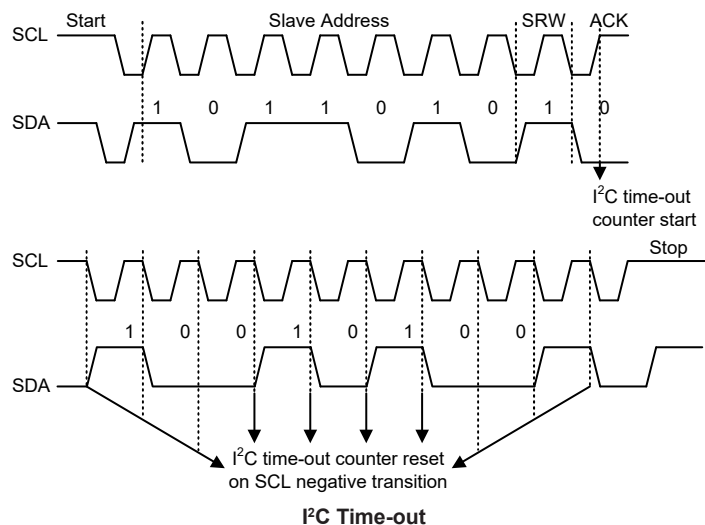 Start Slave Address SRW ACK
SCL
1 0 1 1 0 1 0 1 0
SDA
I²C time-out
counter start
Stop
SCL
1 0 0 1 0 1 0 0
SDA
I²C time-out counter reset
on SCL negative transition
I²C Time-out